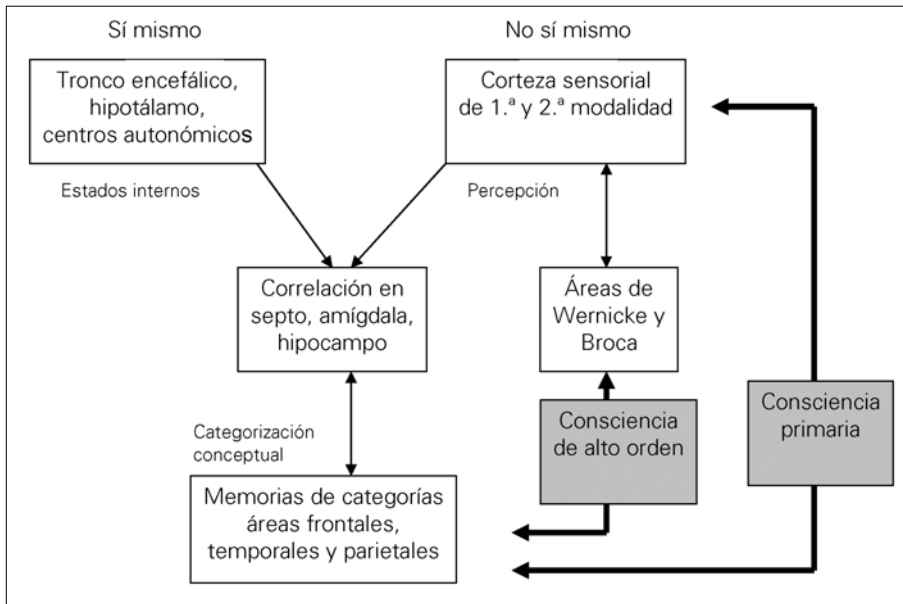 Sí mismo
No sí mismo
Tronco encefálico,
hipotálamo,
centros autonómicos
Corteza sensorial
de 1.ª y 2.ª modalidad
Estados internos
Percepción
Correlación en
septo, amígdala,
hipocampo
Áreas de
Wernicke y
Broca
Consciencia
de alto orden
Consciencia
primaria
Categorización
conceptual
Memorias de categorías
áreas frontales,
temporales y parietales